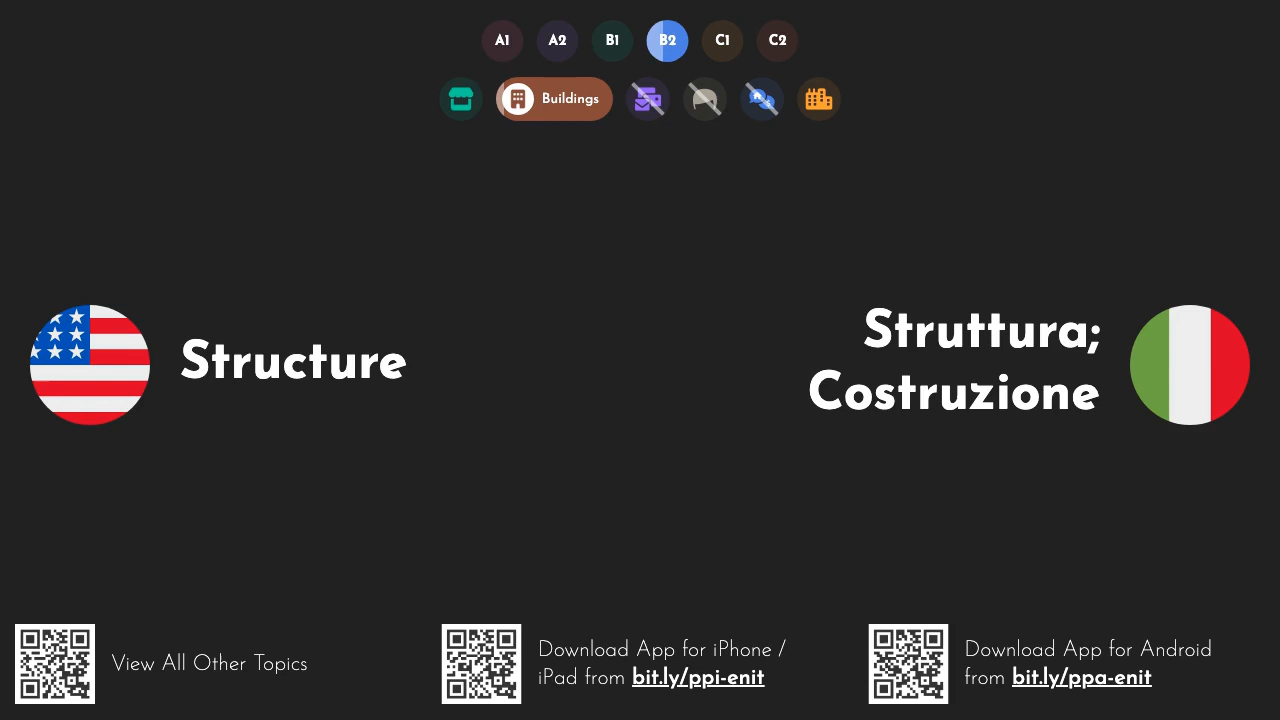 A1 A2 B1 B2 C1 C2
Buildings
Structure
Struttura;
Costruzione
View All Other Topics
Download App for iPhone /
iPad from bit.ly/ppi-enit
Download App for Android
from bit.ly/ppa-enit